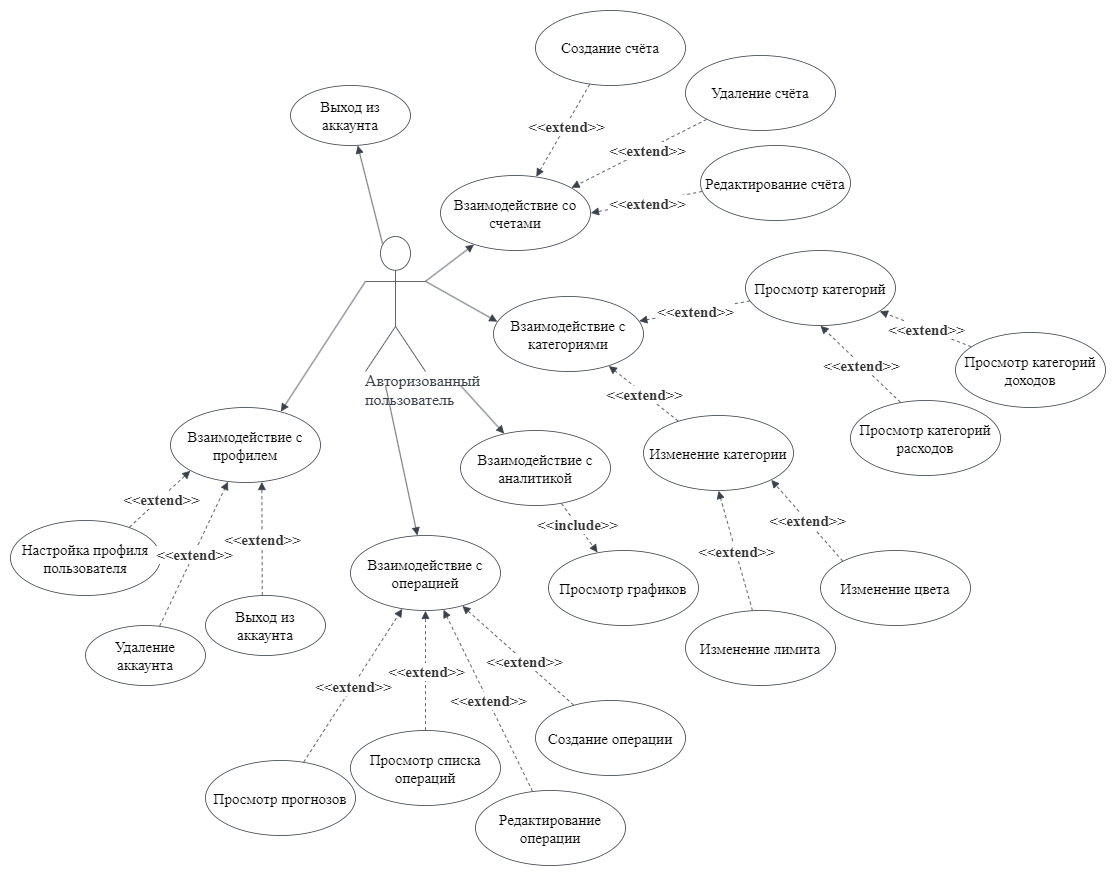 Создание счёта
Удаление счёта
Выход из
аккаунта
<<extend>>
<<extend>>
Редактирование счёта
<<extend>>
Взаимодействие со
счетами
Просмотр категорий
<<extend>>
Взаимодействие с
категориями
<<extend>>
Просмотр категорий
доходов
<<extend>>
Авторизованный
пользователь
<<extend>>
Просмотр категорий
расходов
Взаимодействие с
профилем
Изменение категории
Взаимодействие с
аналитикой
<<extend>>
<<include>>
<<extend>>
Настройка профиля
пользователя
<<extend>>
<<extend>>
<<extend>>
Взаимодействие с
операцией
Просмотр графиков
Изменение цвета
Выход из
аккаунта
Удаление
аккаунта
Изменение лимита
<<extend>>
<<extend>>
<<extend>>
<<extend>>
Создание операции
Просмотр списка
операций
Просмотр прогнозов
Редактирование
операции